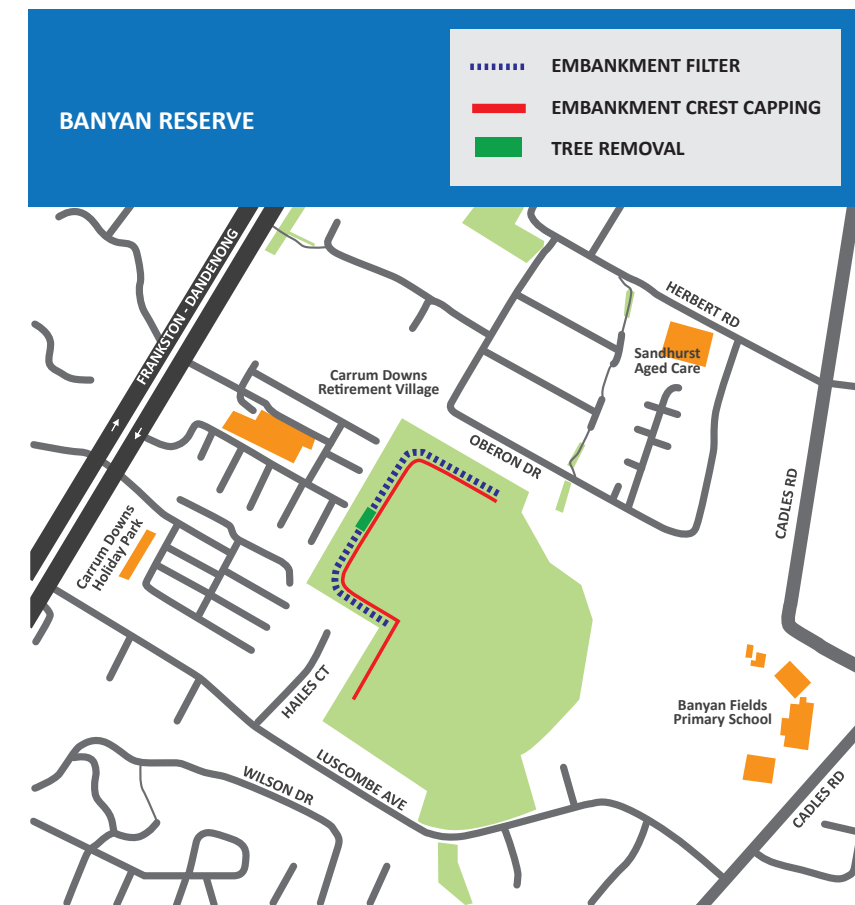 BANYAN RESERVE
EMBANKMENT FILTER
EMBANKMENT CREST CAPPING
TREE REMOVAL
FRANKSTON - DANDENONG
HERBERT RD
Sandhurst
Aged Care
Carrum Downs
Retirement Village
OBERON DR
CADLES RD
Carrum Downs
Holiday Park
HAILES CT
Banyan Fields
Primary School
LUSCOMBE AVE
WILSON DR
CADLES RD